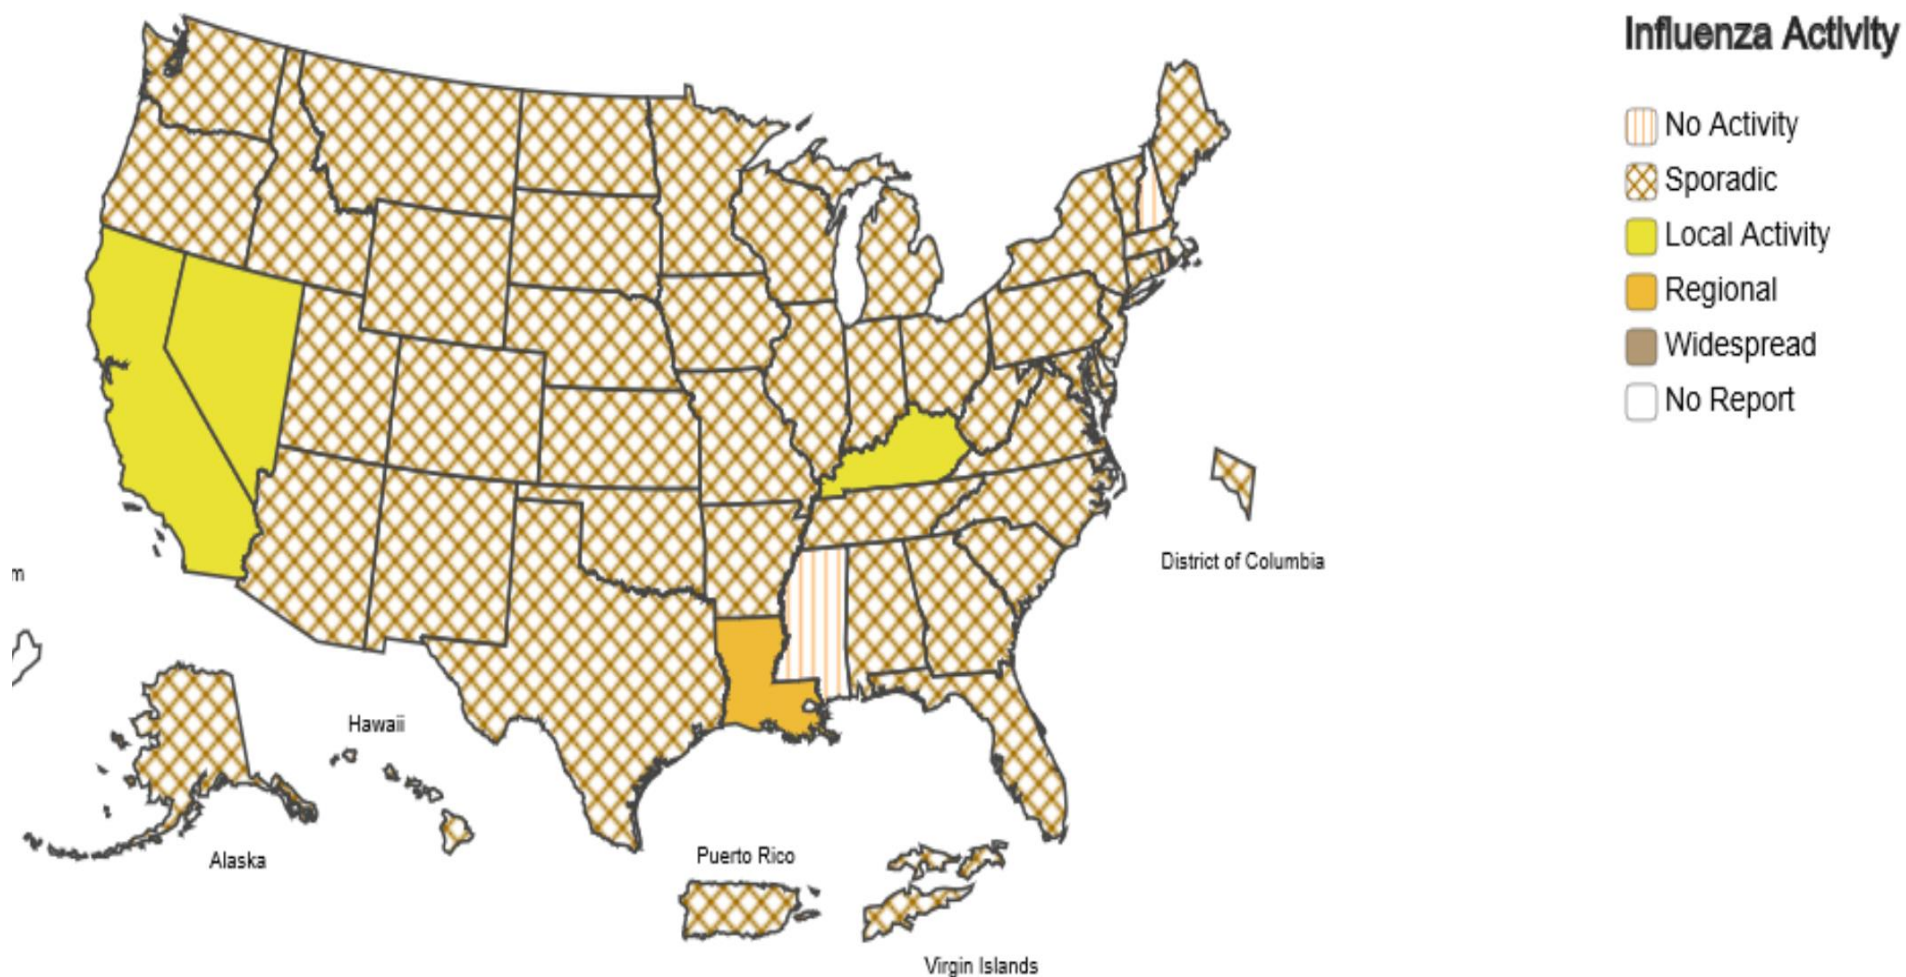 Influenza Activity
No Activity
Sporadic
Local Activity
Regional
Widespread
No Report
District of Columbia
m
Hawaii
Alaska
Puerto Rico
Virgin Islands